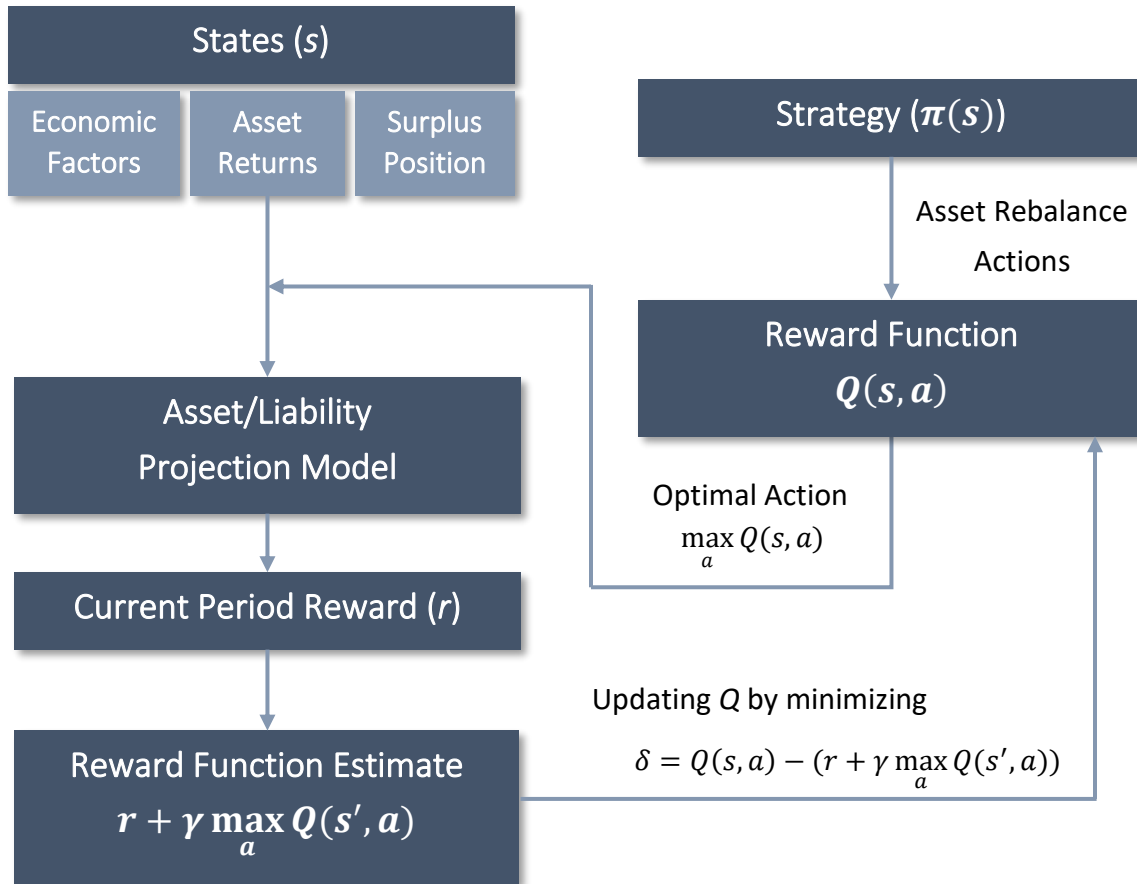 States (s)
Economic
Factors
Asset
Returns
Surplus
Position
Strategy (π(s))
Asset Rebalance
Actions
Reward Function
Q(s, a)
Asset/Liability
Projection Model
Optimal Action
max Q(s, a)
a
Current Period Reward (r)
Updating Q by minimizing
δ = Q(s, a) − (r + γ max Q(s′, a))
a
Reward Function Estimate
r + γ max Q(s′, a)
a